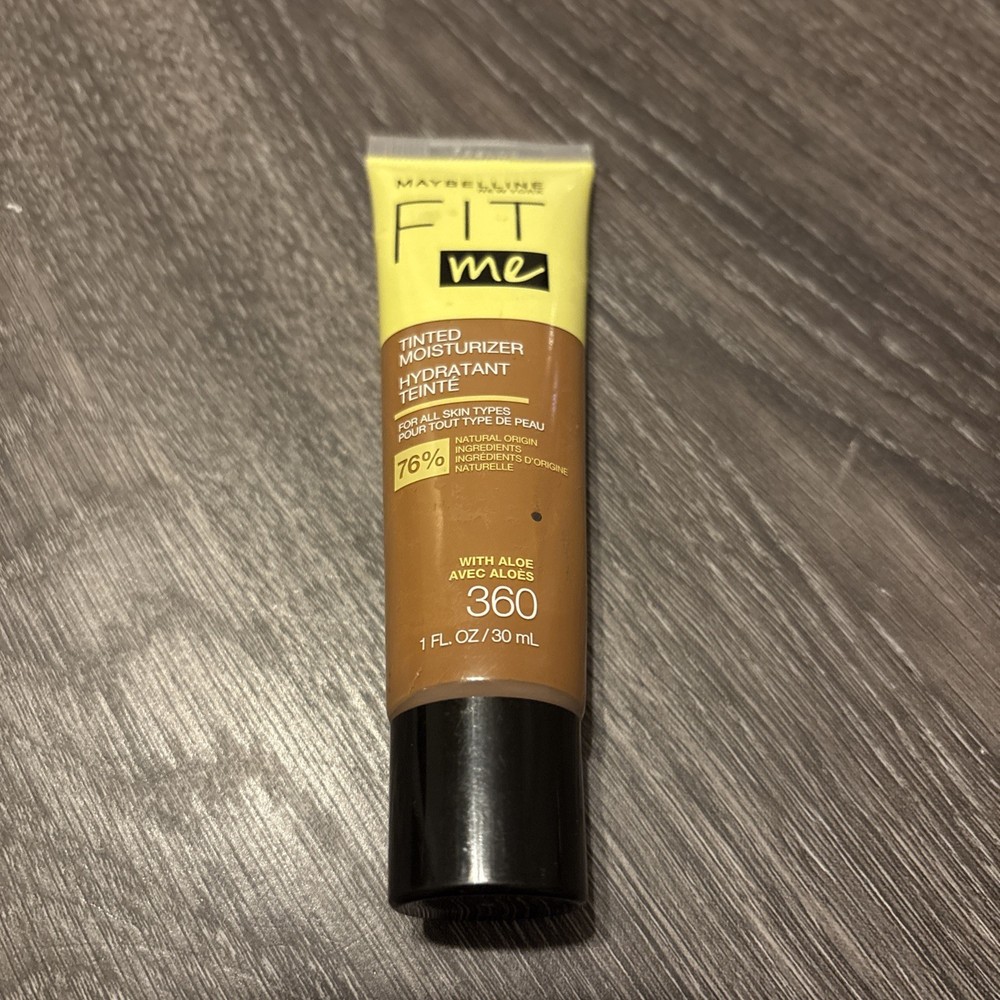 MAYBELLINE
NEW YORK
FIT
me
TINTED
MOISTURIZER
HYDRATANT
TEINTÉ
FOR ALL SKIN TYPES
POUR TOUT TYPE DE PEAU
76%
NATURAL ORIGIN
INGREDIENTS
INGRÉDIENTS D'ORIGINE
NATURELLE
WITH ALOE
AVEC ALOÈS
360
1 FL. OZ / 30 mL